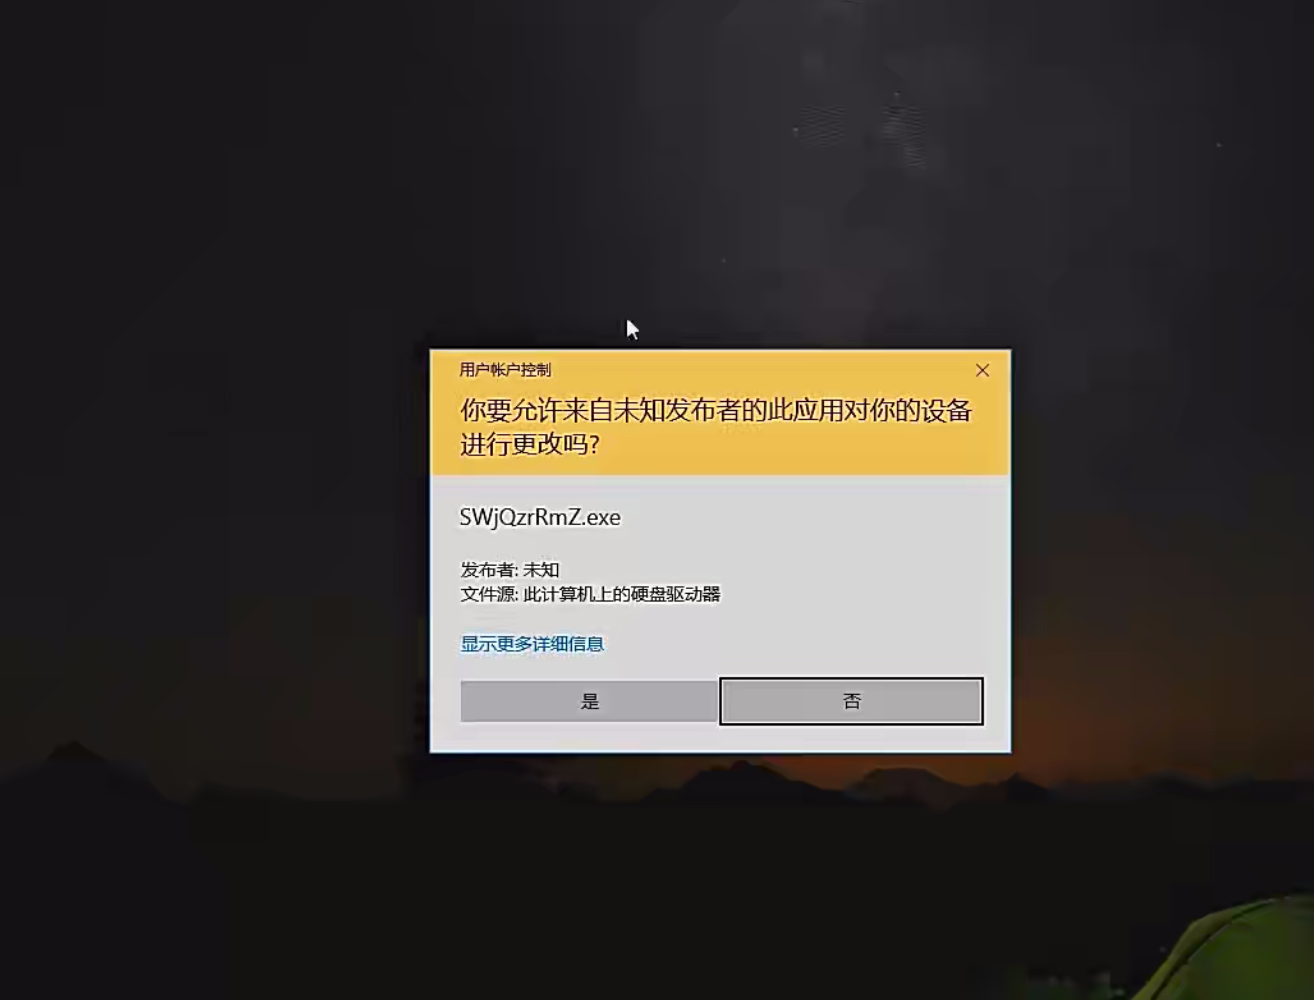 用户帐户控制
你要允许来自未知发布者的此应用对你的设备
进行更改吗?
SWjQzrRmZ.exe
发布者: 未知
文件源: 此计算机上的硬盘驱动器
显示更多详细信息
是
否